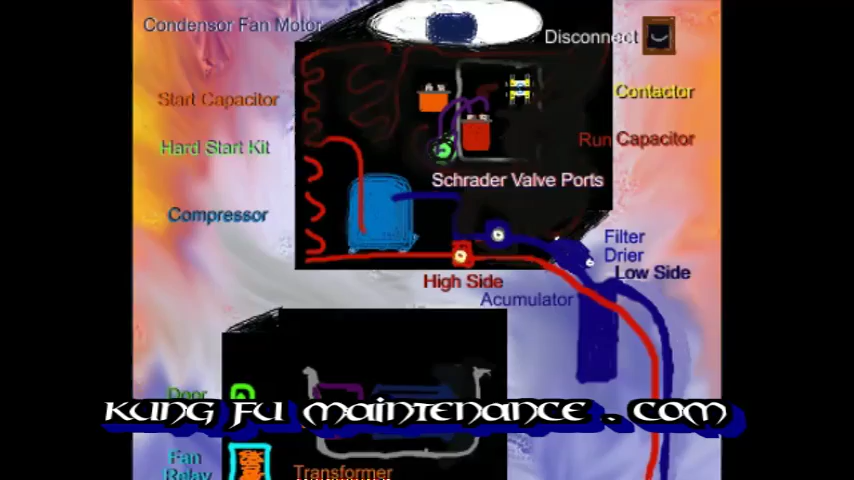 Condensor Fan Motor
Disconnect
Start Capacitor
Contactor
Hard Start Kit
Run Capacitor
Schrader Valve Ports
Compressor
Filter
Drier
Low Side
High Side
Acumulator
Door
KUNG FU MAINTENANCE . COM
Fan
Relay
Transformer